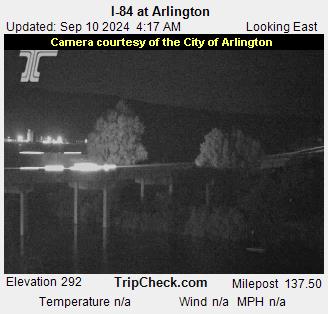 I-84 at Arlington
Updated: Sep 10 2024 4:17 AM Looking East
Camera courtesy of the City of Arlington
Elevation 292 TripCheck.com Milepost 137.50
Temperature n/a Wind n/a MPH n/a